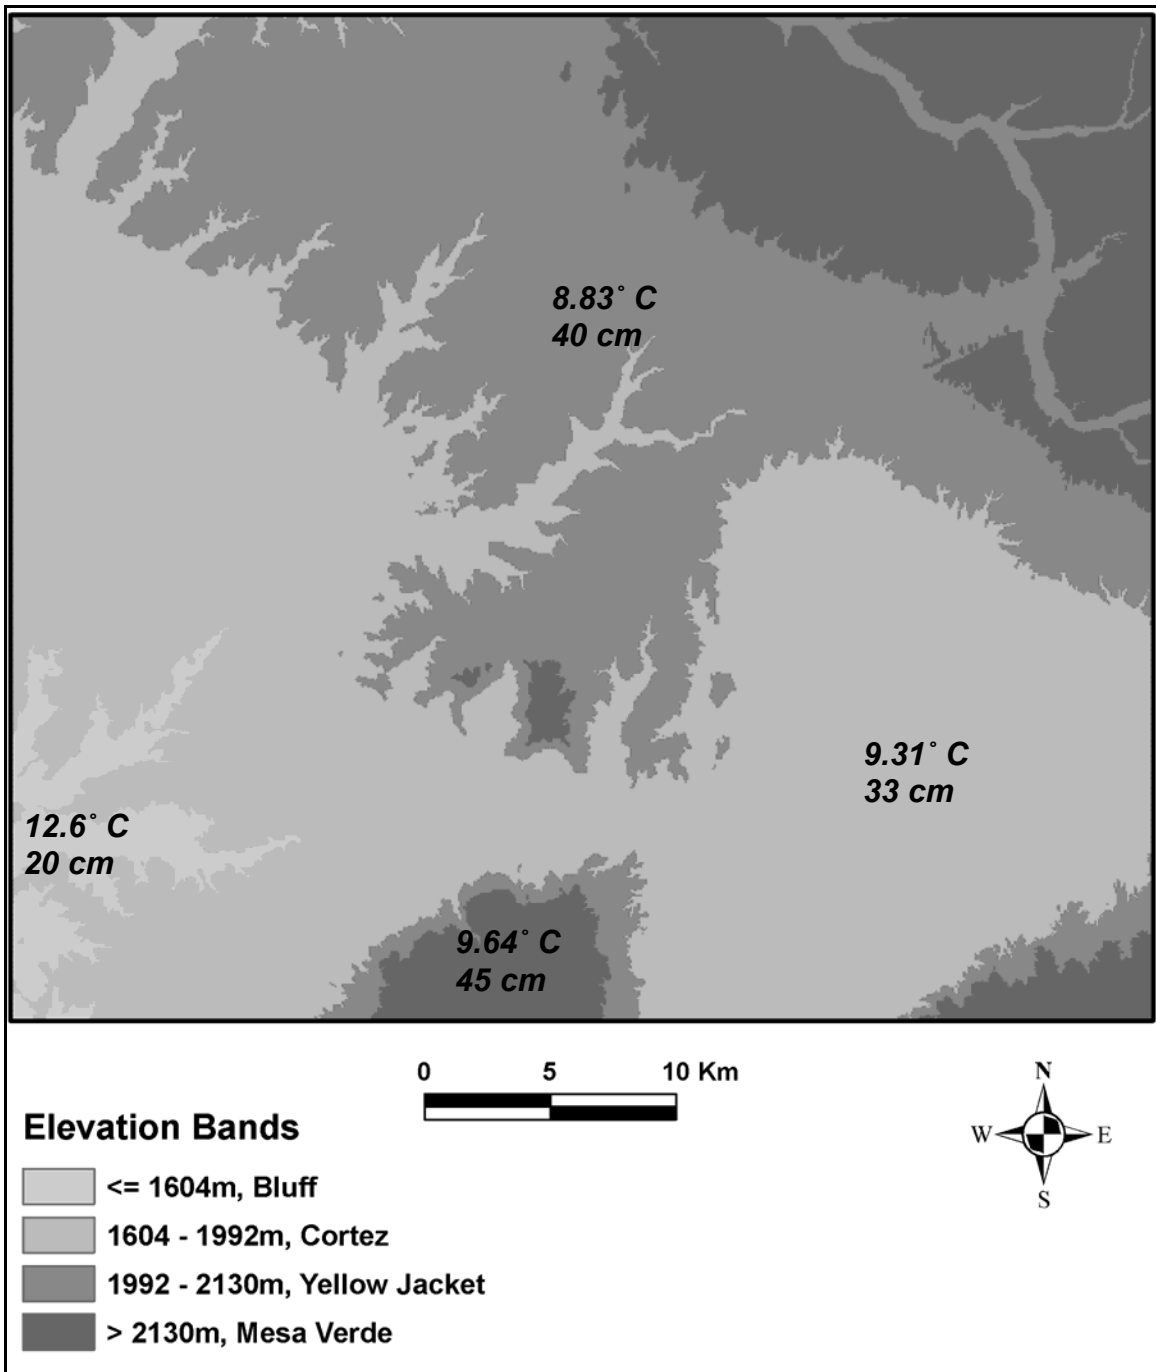 8.83˚ C
40 cm
9.31˚ C
33 cm
12.6˚ C
20 cm
9.64˚ C
45 cm
0 5 10 Km
N
W E
S
Elevation Bands
<= 1604m, Bluff
1604 - 1992m, Cortez
1992 - 2130m, Yellow Jacket
> 2130m, Mesa Verde